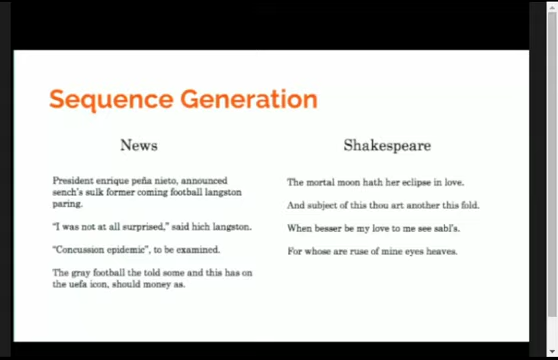 Sequence Generation
News
President enrique peña nieto, announced
sench's sulk former coming football langston
paring.
"I was not at all surprised," said hich langston.
"Concussion epidemic", to be examined.
The gray football the told some and this has on
the uefa icon, should money as.
Shakespeare
The mortal moon hath her eclipse in love.
And subject of this thou art another this fold.
When besser be my love to me see sabl's.
For whose are ruse of mine eyes heaves.